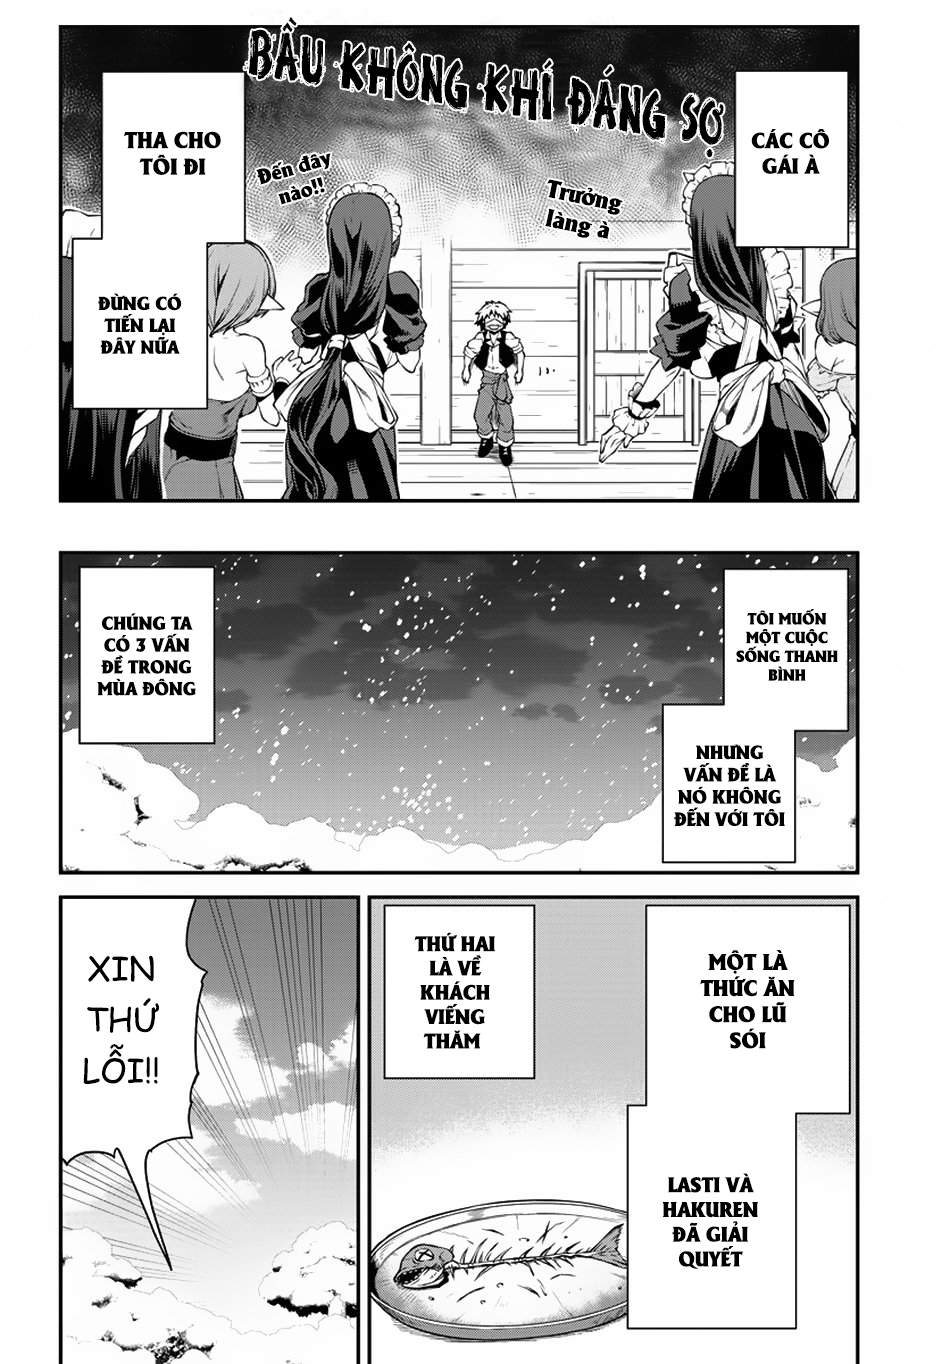 BẦU KHÔNG KHÍ ĐÁNG SỢ
CÁC CÔ
GÁI À
Trưởng
làng à
Đến đây
nào!!
THA CHO
TÔI ĐI
ĐỪNG CÓ
TIẾN LẠI
ĐÂY NỮA
TÔI MUỐN
MỘT CUỘC
SỐNG THANH
BÌNH
NHƯNG
VẤN ĐỀ LÀ
NÓ KHÔNG
ĐẾN VỚI TÔI
CHÚNG TA
CÓ 3 VẤN
ĐỀ TRONG
MÙA ĐÔNG
MỘT LÀ
THỨC ĂN
CHO LŨ
SÓI
LASTI VÀ
HAKUREN
ĐÃ GIẢI
QUYẾT
THỨ HAI
LÀ VỀ
KHÁCH
VIẾNG
THĂM
XIN
THỨ
LỖI!!